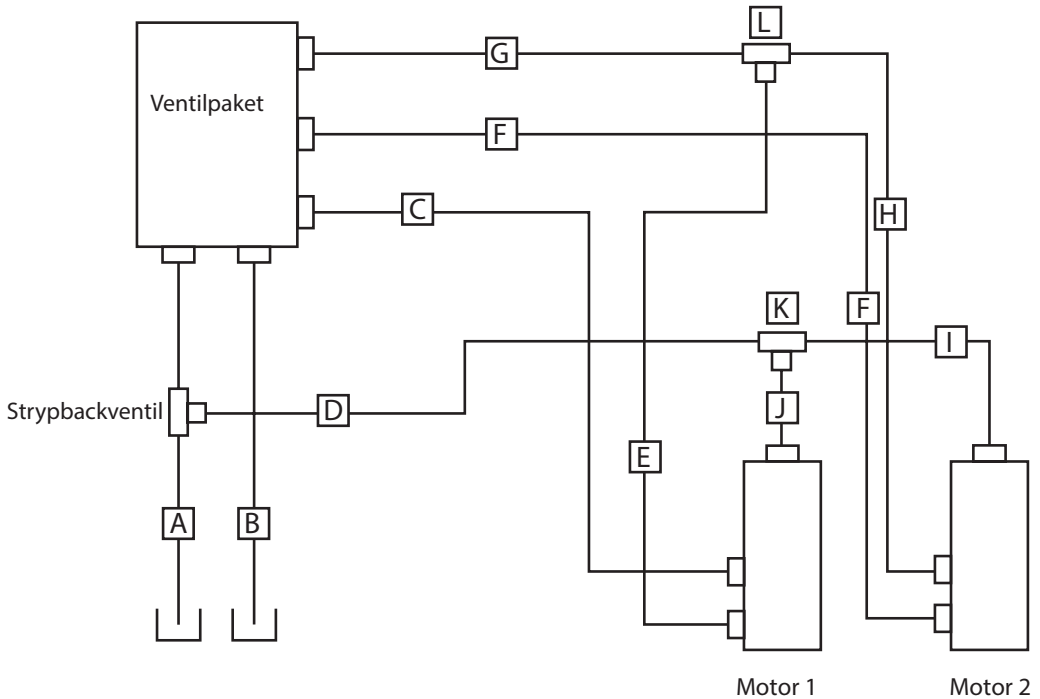 L
G
Ventilpaket
F
C
H
K
F
I
Strypbackventil
D
J
E
A
B
Motor 1
Motor 2